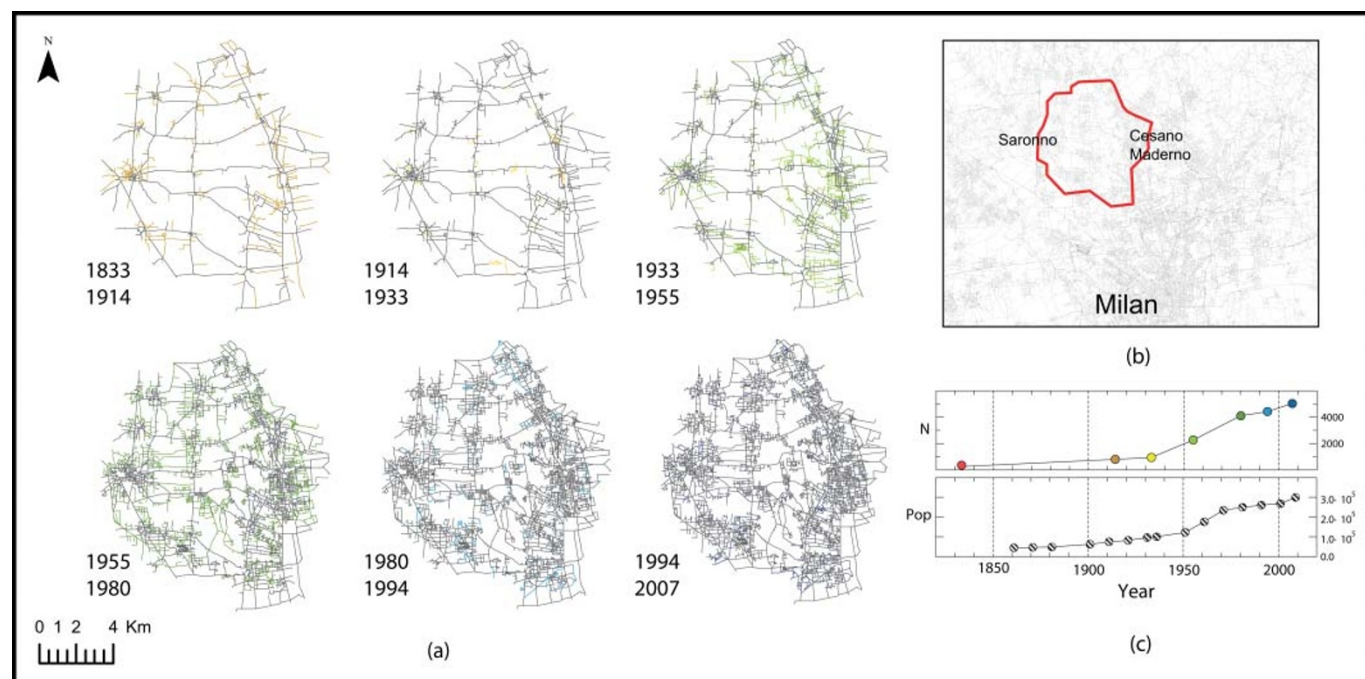 N
1833
1914
1914
1933
1933
1955
1955
1980
1980
1994
1994
2007
0 1 2 4 Km
(a)
Saronno
Cesano
Maderno
Milan
(b)
N
4000
2000
Pop
3.0· 10⁵
2.0· 10⁵
1.0· 10⁵
0.0
1850 1900 1950 2000
Year
(c)